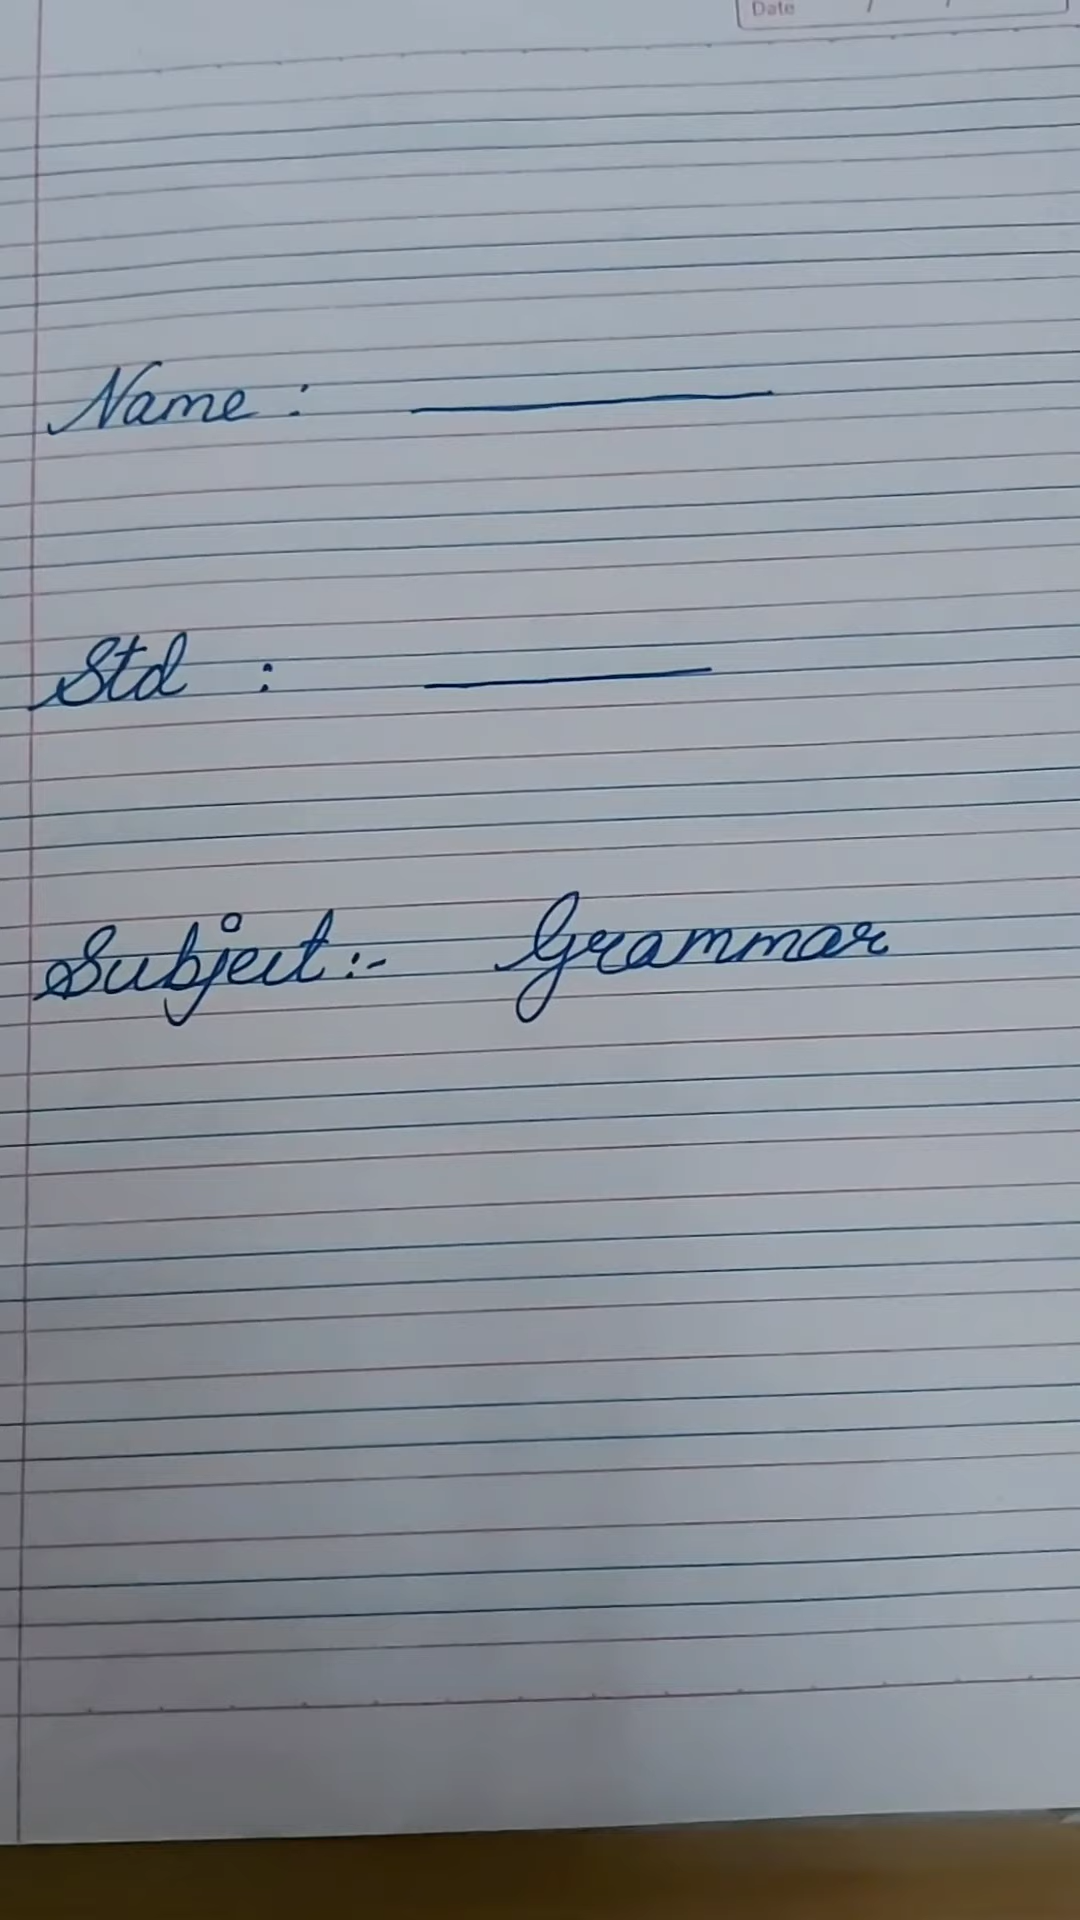 Date / /
Name : ________
Std : ________
Subject:- Grammar